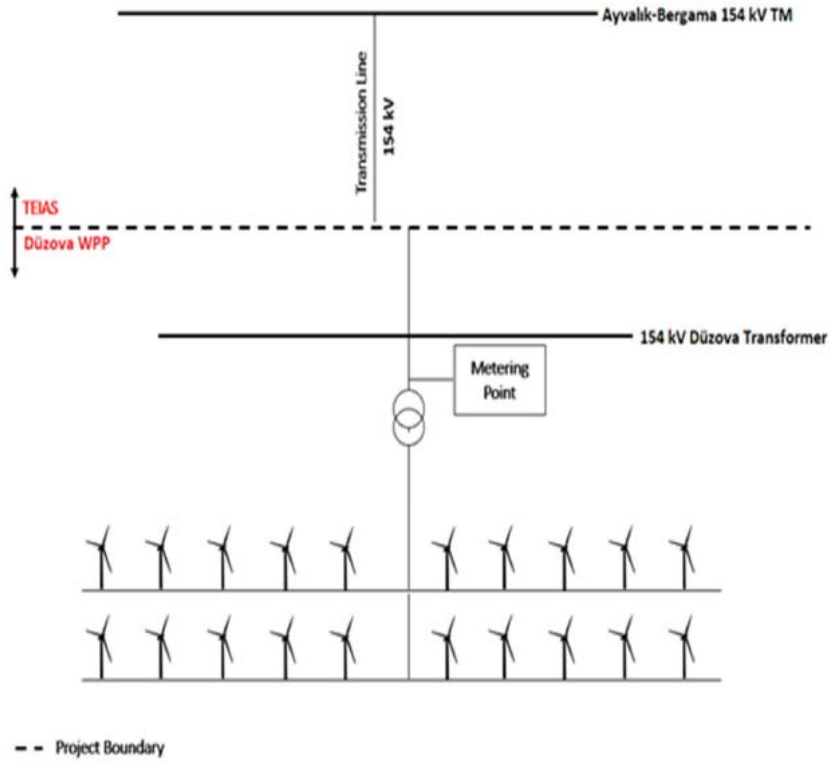 Ayvalık-Bergama 154 kV TM
Transmission Line
154 kV
TEIAS
Düzova WPP
154 kV Düzova Transformer
Metering
Point
Project Boundary